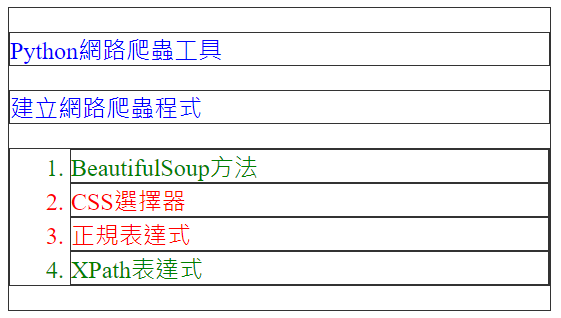 Python網路爬蟲工具
建立網路爬蟲程式
1. BeautifulSoup方法
2. CSS選擇器
3. 正規表達式
4. XPath表達式